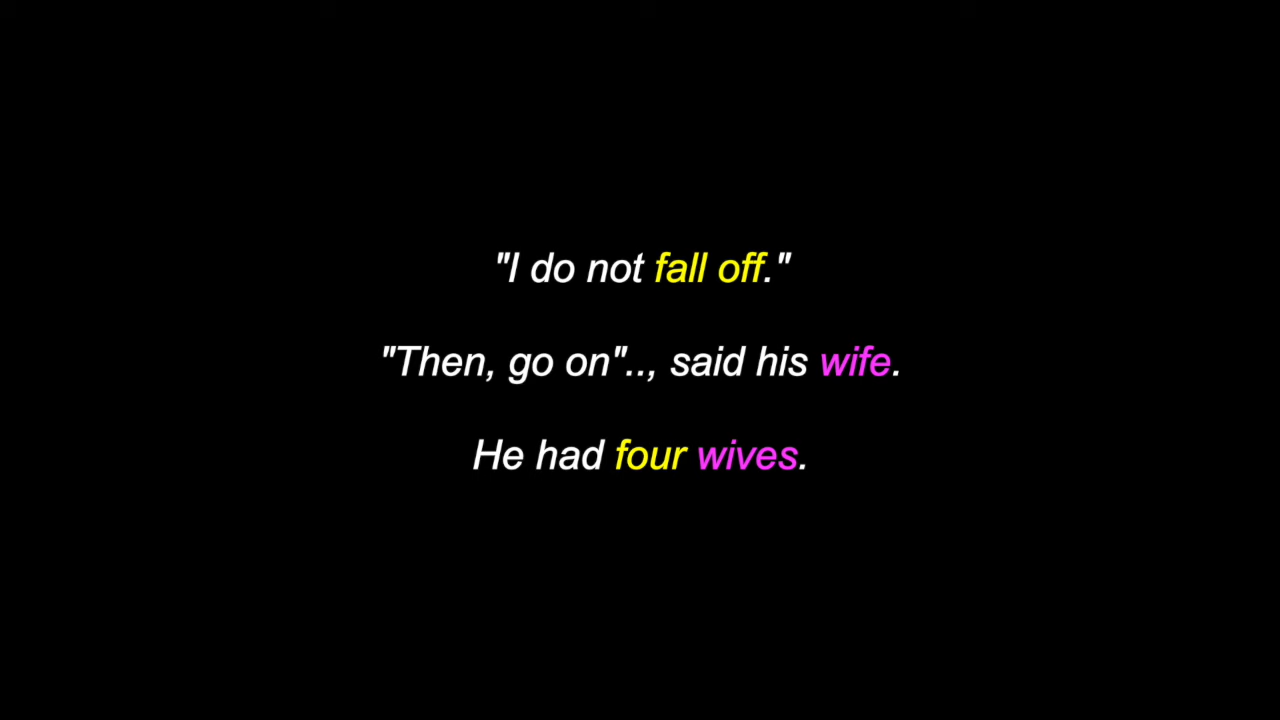 "I do not fall off."
"Then, go on".., said his wife.
He had four wives.